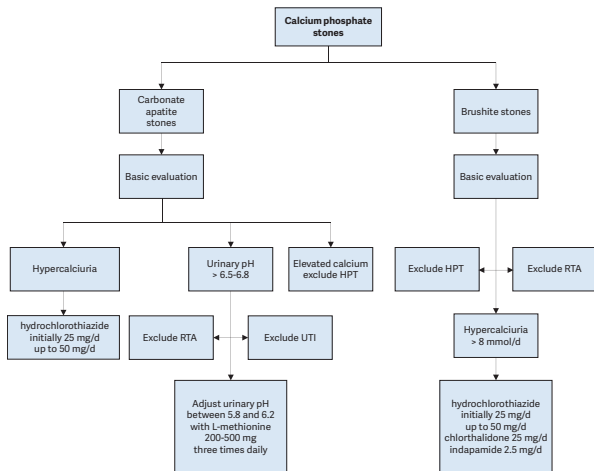 Calcium phosphate
stones
Carbonate
apatite
stones
Brushite stones
Basic evaluation
Basic evaluation
Hypercalciuria
Urinary pH
> 6.5-6.8
Elevated calcium
exclude HPT
Exclude HPT
Exclude RTA
hydrochlorothiazide
initially 25 mg/d
up to 50 mg/d
Exclude RTA
Exclude UTI
Hypercalciuria
> 8 mmol/d
Adjust urinary pH
between 5.8 and 6.2
with L-methionine
200-500 mg
three times daily
hydrochlorothiazide
initially 25 mg/d
up to 50 mg/d
chlorthalidone 25 mg/d
indapamide 2.5 mg/d